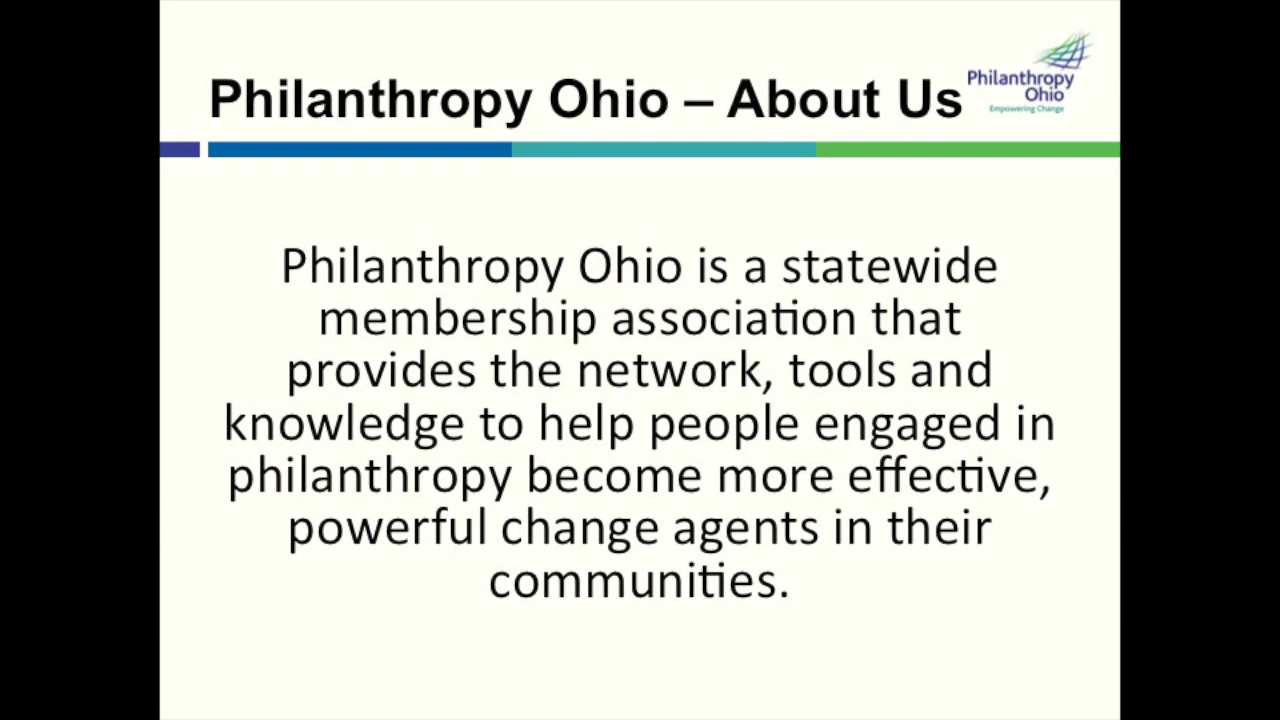 Philanthropy Ohio – About Us
Philanthropy
Ohio
Empowering Change
Philanthropy Ohio is a statewide
membership association that
provides the network, tools and
knowledge to help people engaged in
philanthropy become more effective,
powerful change agents in their
communities.